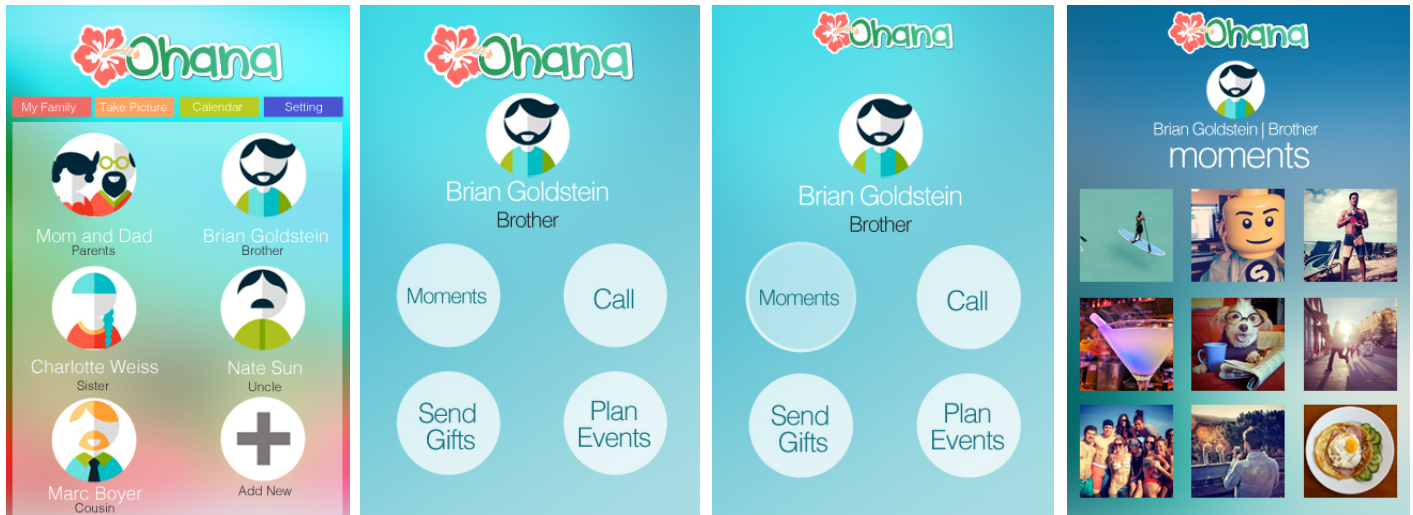 Ohana
My Family Take Picture Calendar Setting
Mom and Dad
Parents
Brian Goldstein
Brother
Charlotte Weiss
Sister
Nate Sun
Uncle
Marc Boyer
Cousin
Add New
Ohana
Brian Goldstein
Brother
Moments
Call
Send
Gifts
Plan
Events
Ohana
Brian Goldstein
Brother
Moments
Call
Send
Gifts
Plan
Events
Ohana
Brian Goldstein | Brother
moments
S